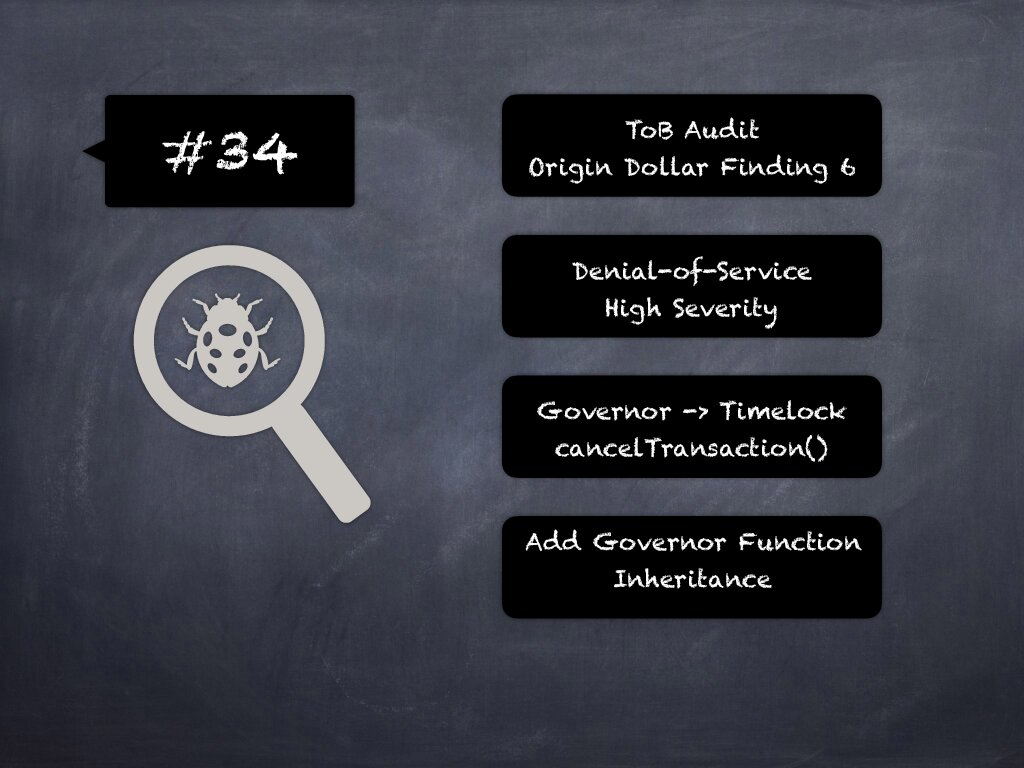 #34
ToB Audit
Origin Dollar Finding 6
Denial-of-Service
High Severity
Governor -> Timelock
cancelTransaction()
Add Governor Function
Inheritance